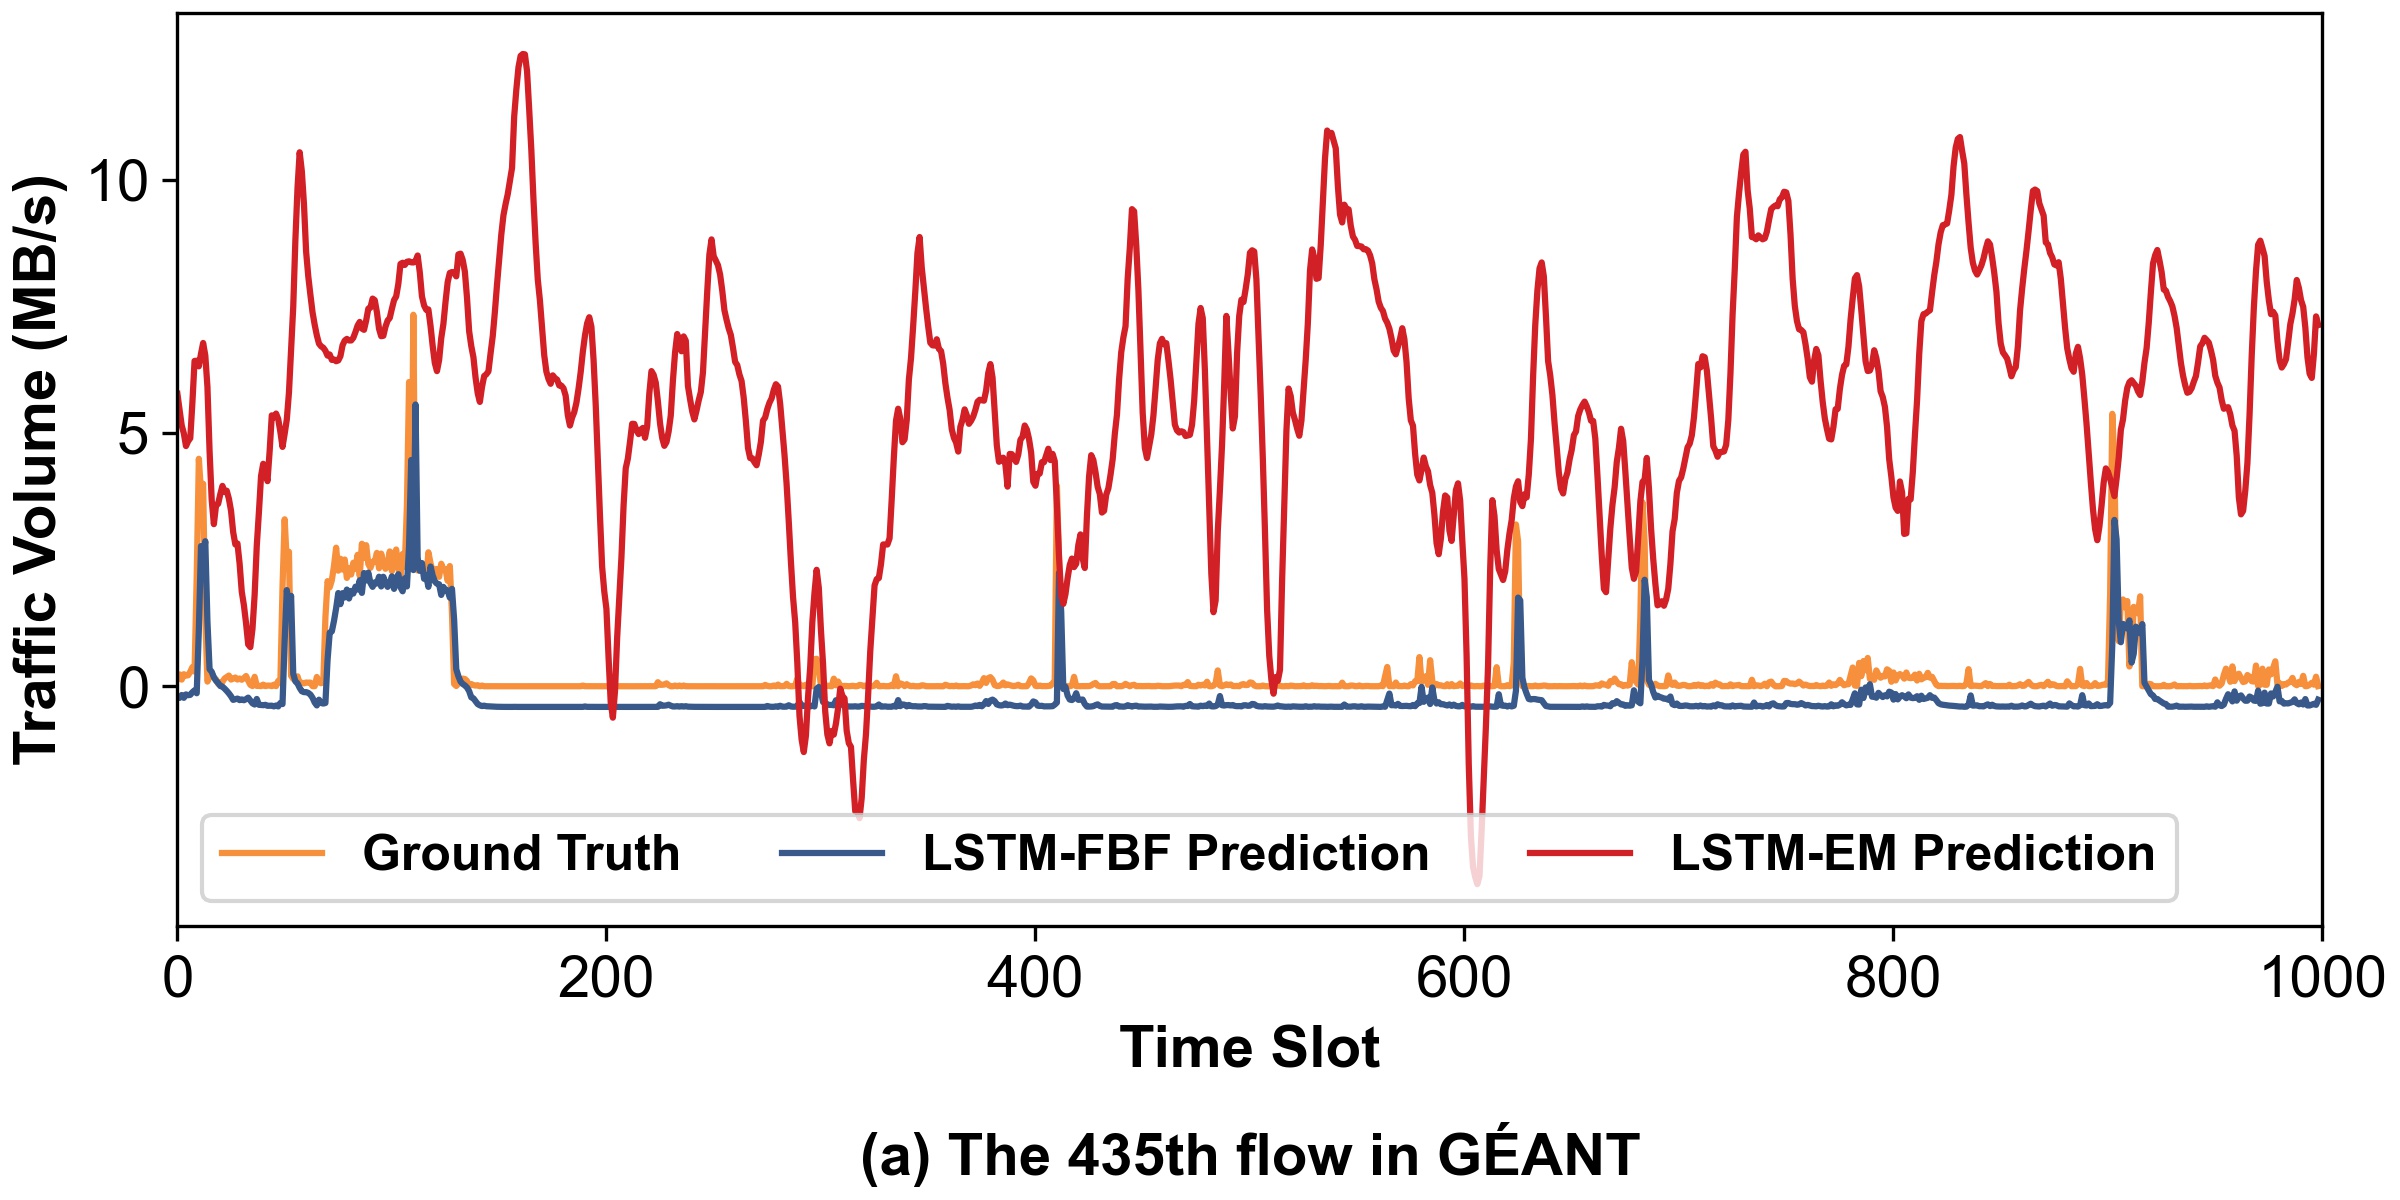 Traffic Volume (MB/s)
10
5
0
Ground Truth
LSTM-FBF Prediction
LSTM-EM Prediction
0
200
400
600
800
1000
Time Slot
(a) The 435th flow in GÉANT